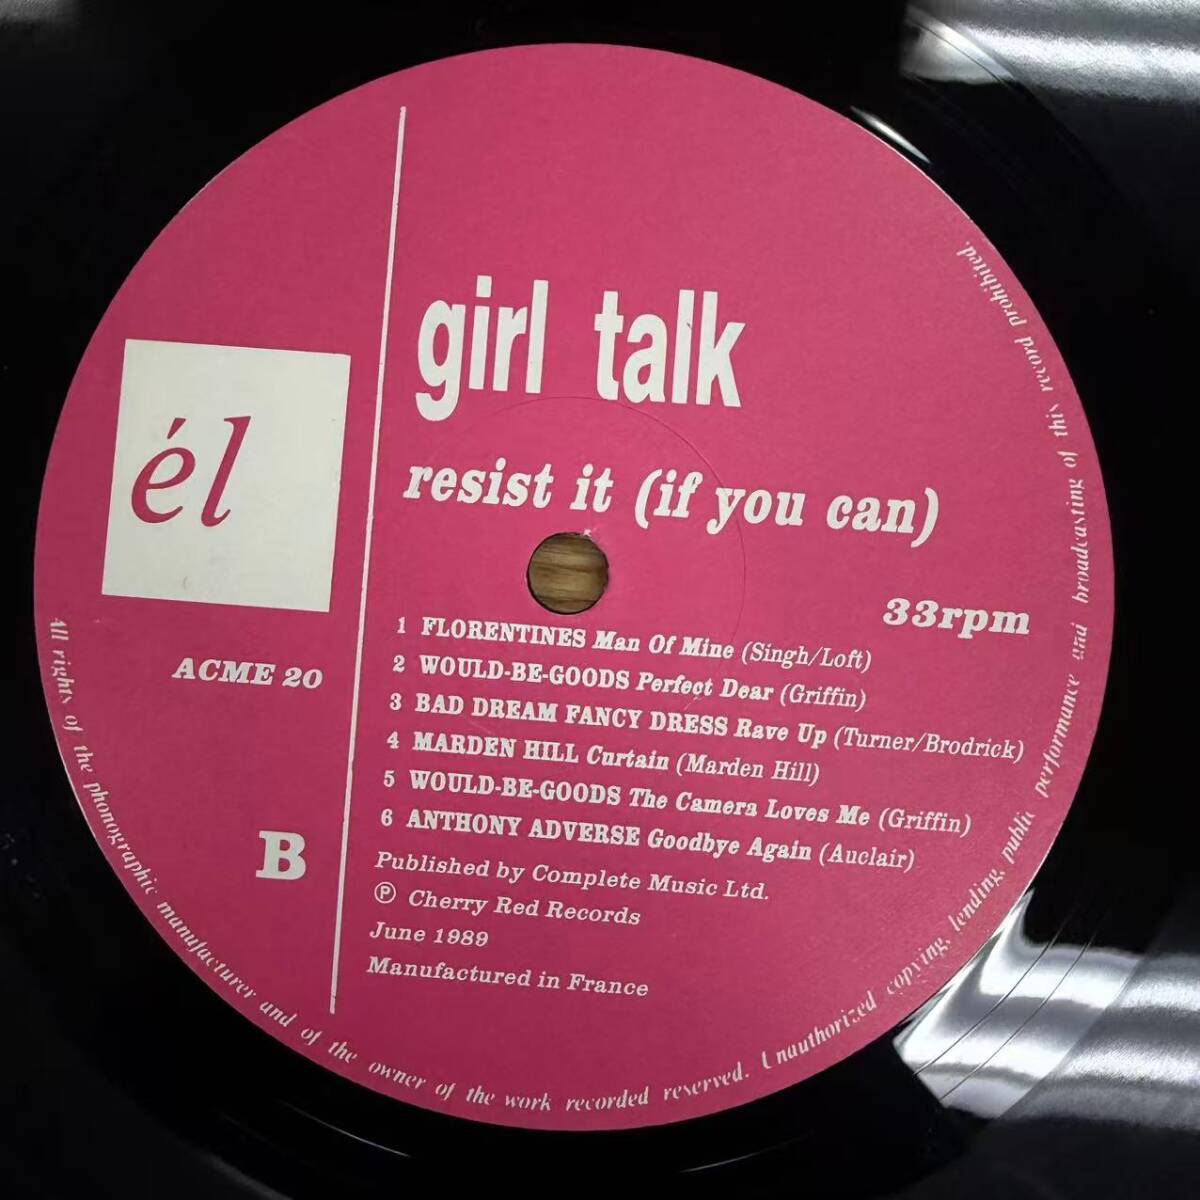 girl talk
resist it (if you can)
él
33rpm
ACME 20
B
1 FLORENTINES Man Of Mine (Singh/Loft)
2 WOULD-BE-GOODS Perfect Dear (Griffin)
3 BAD DREAM FANCY DRESS Rave Up (Turner/Brodrick)
4 MARDEN HILL Curtain (Marden Hill)
5 WOULD-BE-GOODS The Camera Loves Me (Griffin)
6 ANTHONY ADVERSE Goodbye Again (Auclair)
Published by Complete Music Ltd.
℗ Cherry Red Records
June 1989
Manufactured in France
All rights of the phonographic manufacturer and of the owner of the work recorded reserved. Unauthorized copying, lending, public performance and broadcasting of this record prohibited.